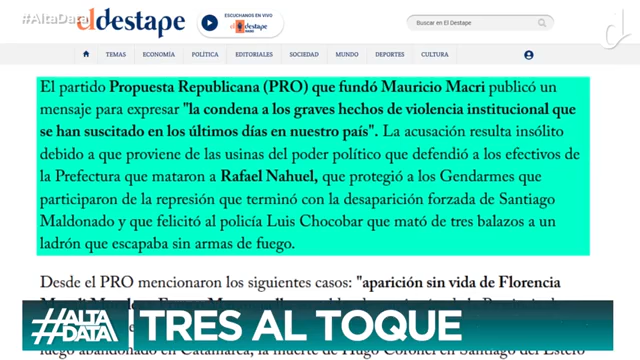 #AltaData
eldestape
ESCUCHANOS EN VIVO
el destape
Buscar en El Destape
TEMAS ECONOMÍA POLÍTICA EDITORIALES SOCIEDAD MUNDO DEPORTES CULTURA
El partido Propuesta Republicana (PRO) que fundó Mauricio Macri publicó un
mensaje para expresar "la condena a los graves hechos de violencia institucional que
se han suscitado en los últimos días en nuestro país". La acusación resulta insólito
debido a que proviene de las usinas del poder político que defendió a los efectivos de
la Prefectura que mataron a Rafael Nahuel, que protegió a los Gendarmes que
participaron de la represión que terminó con la desaparición forzada de Santiago
Maldonado y que felicitó al policía Luis Chocobar que mató de tres balazos a un
ladrón que escapaba sin armas de fuego.
Desde el PRO mencionaron los siguientes casos: "aparición sin vida de Florencia
#ALTA
DATA
TRES AL TOQUE
fuego abandonado en Catamarca, la muerte de Hugo Coronel en Santiago del Estero